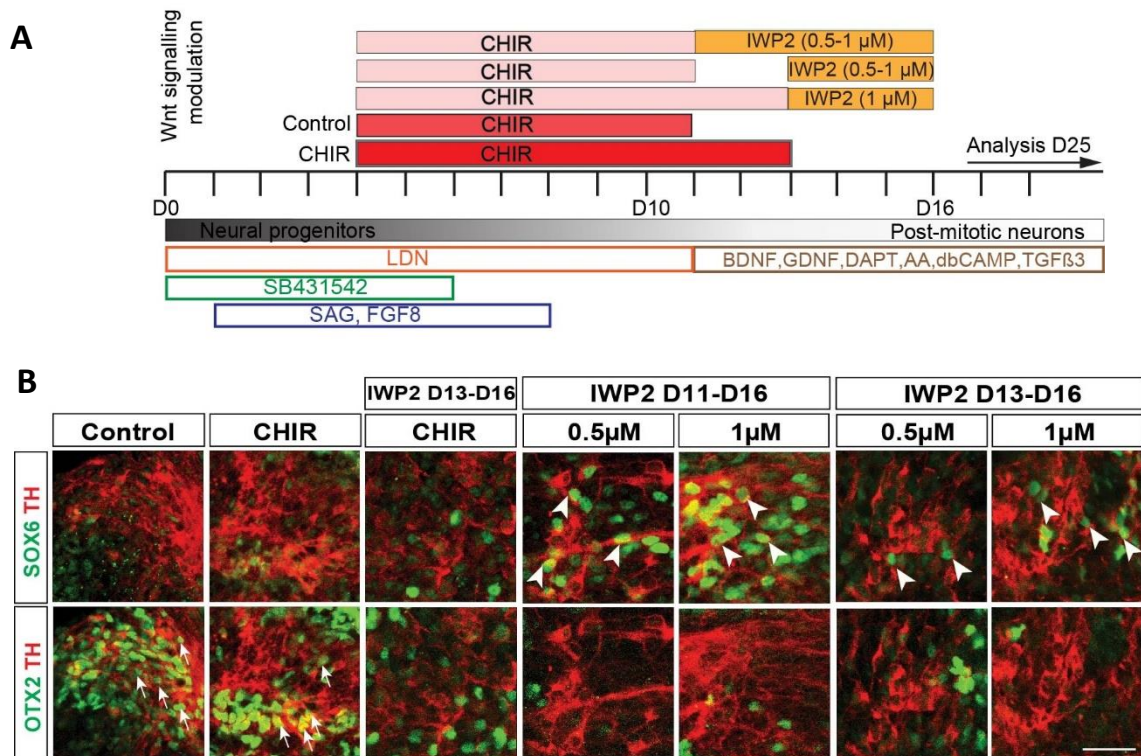 A
Wnt signalling
modulation
CHIR
IWP2 (0.5-1 µM)
CHIR
IWP2 (0.5-1 µM)
CHIR
IWP2 (1 µM)
Control
CHIR
CHIR
CHIR
Analysis D25
D0
D10
D16
Neural progenitors
Post-mitotic neurons
LDN
BDNF,GDNF,DAPT,AA,dbCAMP,TGFß3
SB431542
SAG, FGF8
B
IWP2 D13-D16
IWP2 D11-D16
IWP2 D13-D16
Control
CHIR
CHIR
0.5µM
1µM
0.5µM
1µM
SOX6 TH
OTX2 TH